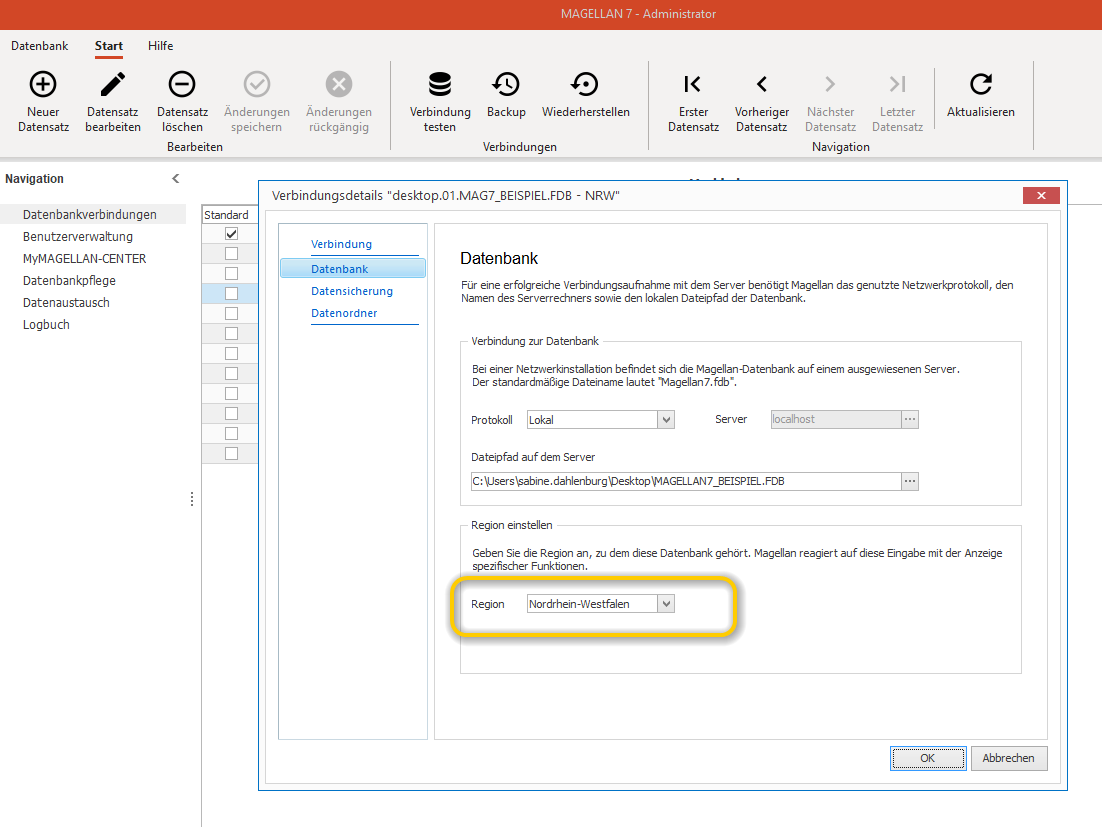 MAGELLAN 7 - Administrator
Datenbank Start Hilfe
Neuer Datensatz
Datensatz bearbeiten
Datensatz löschen
Änderungen speichern
Änderungen rückgängig
Bearbeiten
Verbindung testen
Backup
Wiederherstellen
Verbindungen
Erster Datensatz
Vorheriger Datensatz
Nächster Datensatz
Letzter Datensatz
Aktualisieren
Navigation
Navigation
Datenbankverbindungen
Benutzerverwaltung
MyMAGELLAN-CENTER
Datenbankpflege
Datenaustausch
Logbuch
Standard
Verbindungsdetails "desktop.01.MAG7_BEISPIEL.FDB - NRW"
Verbindung
Datenbank
Datensicherung
Datenordner
Datenbank
Für eine erfolgreiche Verbindungsaufnahme mit dem Server benötigt Magellan das genutzte Netzwerkprotokoll, den
Namen des Serverrechners sowie den lokalen Dateipfad der Datenbank.
Verbindung zur Datenbank
Bei einer Netzwerkinstallation befindet sich die Magellan-Datenbank auf einem ausgewiesenen Server.
Der standardmäßige Dateiname lautet "Magellan7.fdb".
Protokoll Lokal Server localhost
Dateipfad auf dem Server
C:\Users\sabine.dahlenburg\Desktop\MAGELLAN7_BEISPIEL.FDB
Region einstellen
Geben Sie die Region an, zu dem diese Datenbank gehört. Magellan reagiert auf diese Eingabe mit der Anzeige
spezifischer Funktionen.
Region Nordrhein-Westfalen
OK Abbrechen